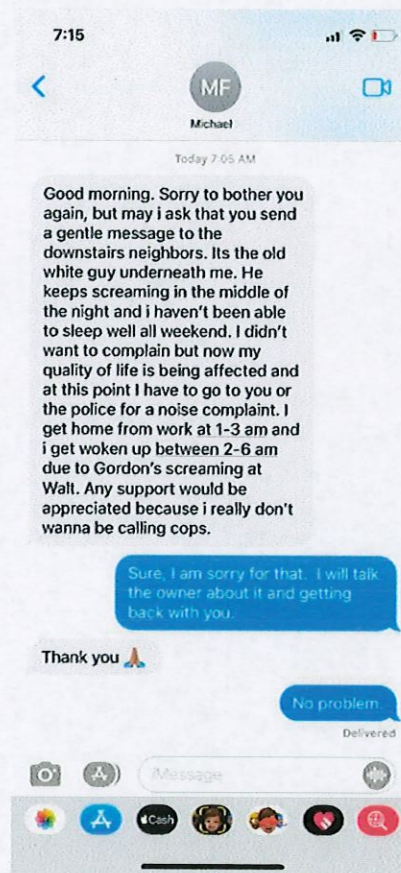 7:15
MF
Michael
Today 7:05 AM
Good morning. Sorry to bother you
again, but may i ask that you send
a gentle message to the
downstairs neighbors. Its the old
white guy underneath me. He
keeps screaming in the middle of
the night and i haven't been able
to sleep well all weekend. I didn't
want to complain but now my
quality of life is being affected and
at this point I have to go to you or
the police for a noise complaint. I
get home from work at 1-3 am and
i get woken up between 2-6 am
due to Gordon's screaming at
Walt. Any support would be
appreciated because i really don't
wanna be calling cops.
Sure, I am sorry for that. I will talk
the owner about it and getting
back with you.
Thank you 🙏🏽
No problem.
Delivered
iMessage
Cash